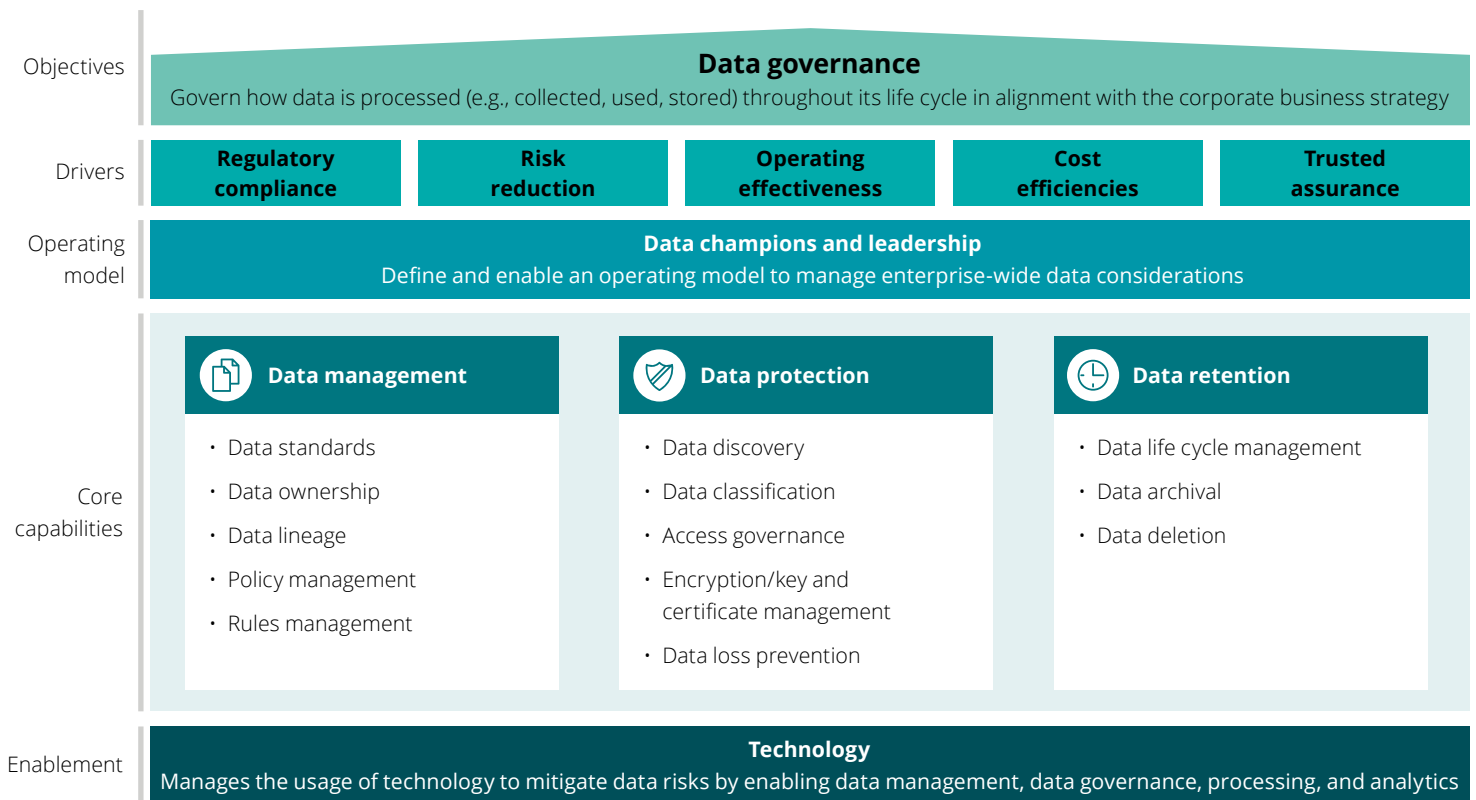 Objectives
Data governance
Govern how data is processed (e.g., collected, used, stored) throughout its life cycle in alignment with the corporate business strategy
Drivers
Regulatory
compliance
Risk
reduction
Operating
effectiveness
Cost
efficiencies
Trusted
assurance
Operating
model
Data champions and leadership
Define and enable an operating model to manage enterprise-wide data considerations
Core
capabilities
Data management
• Data standards
• Data ownership
• Data lineage
• Policy management
• Rules management
Data protection
• Data discovery
• Data classification
• Access governance
• Encryption/key and
certificate management
• Data loss prevention
Data retention
• Data life cycle management
• Data archival
• Data deletion
Enablement
Technology
Manages the usage of technology to mitigate data risks by enabling data management, data governance, processing, and analytics